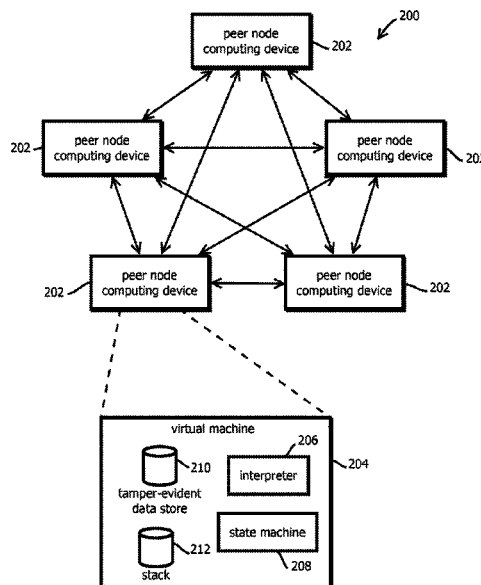 200
peer node
computing device
202
202
peer node
computing device
peer node
computing device
202
peer node
computing device
202
peer node
computing device
202
virtual machine
206
204
210
interpreter
tamper-evident
data store
212
state machine
stack
208